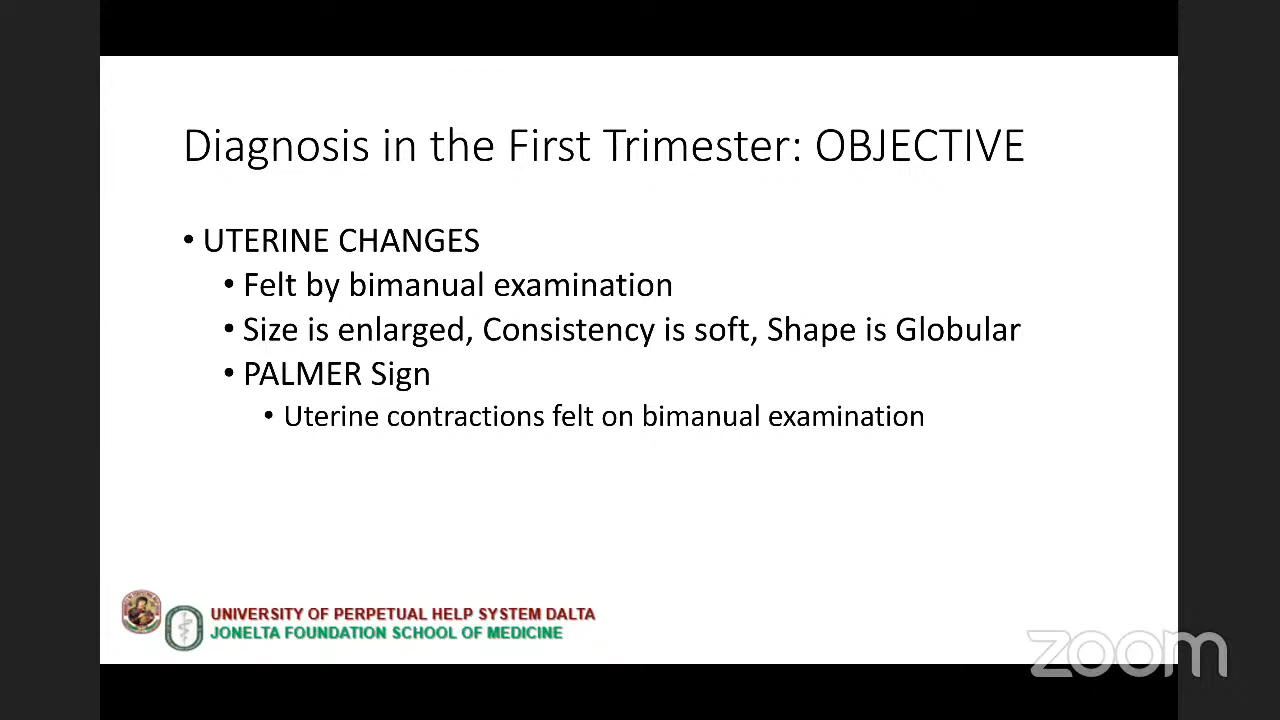 Diagnosis in the First Trimester: OBJECTIVE
• UTERINE CHANGES
• Felt by bimanual examination
• Size is enlarged, Consistency is soft, Shape is Globular
• PALMER Sign
• Uterine contractions felt on bimanual examination
UNIVERSITY OF PERPETUAL HELP SYSTEM DALTA
JONELTA FOUNDATION SCHOOL OF MEDICINE
zoom